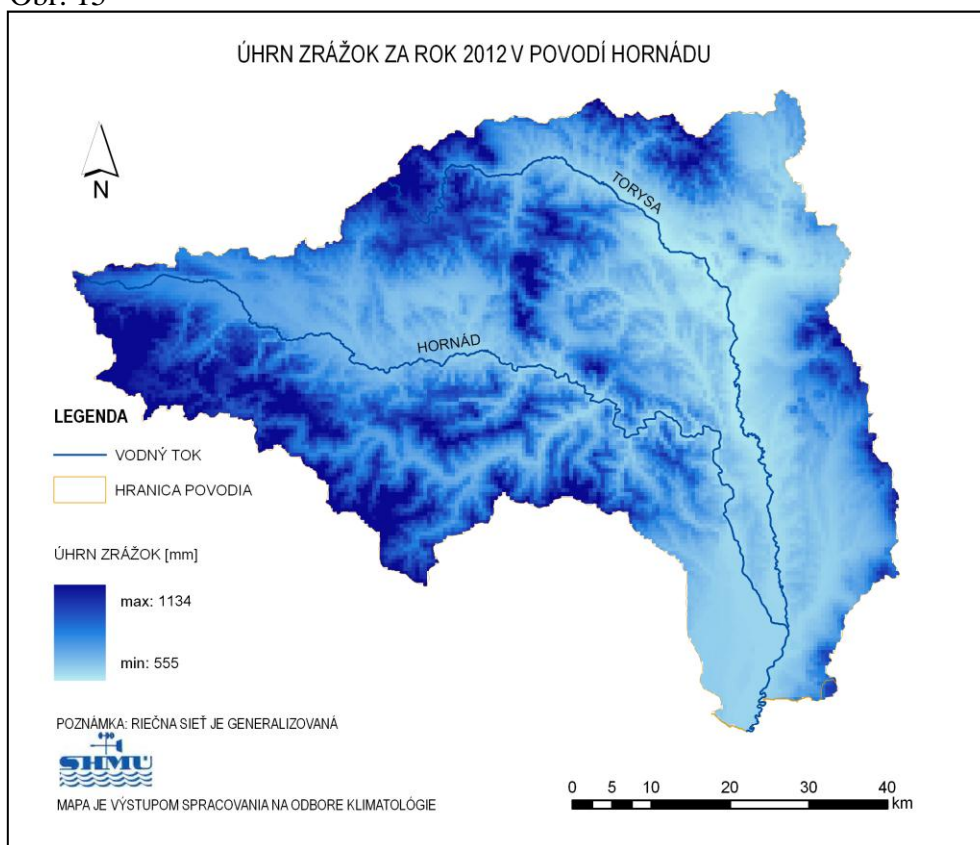 Obr. 15
ÚHRN ZRÁŽOK ZA ROK 2012 V POVODÍ HORNÁDU
N
TORYSA
HORNÁD
LEGENDA
VODNÝ TOK
HRANICA POVODIA
ÚHRN ZRÁŽOK [mm]
max: 1134
min: 555
POZNÁMKA: RIEČNA SIEŤ JE GENERALIZOVANÁ
SHMÚ
MAPA JE VÝSTUPOM SPRACOVANIA NA ODBORE KLIMATOLÓGIE
0 5 10 20 30 40
km